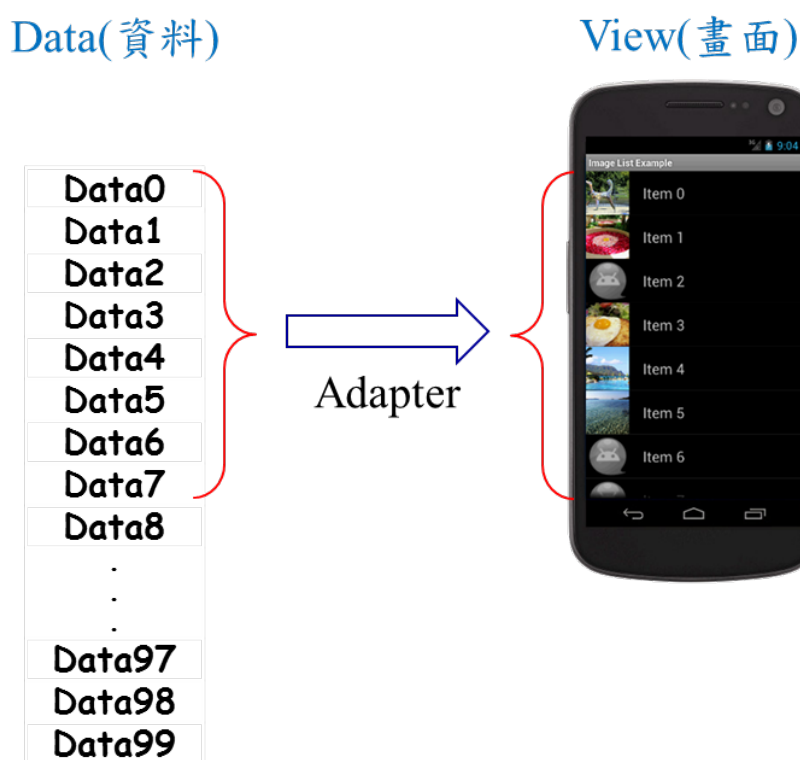 Data(資料)
View(畫面)
Data0
Data1
Data2
Data3
Data4
Data5
Data6
Data7
Data8
.
.
.
Data97
Data98
Data99
Adapter
3G 9:04
Image List Example
Item 0
Item 1
Item 2
Item 3
Item 4
Item 5
Item 6